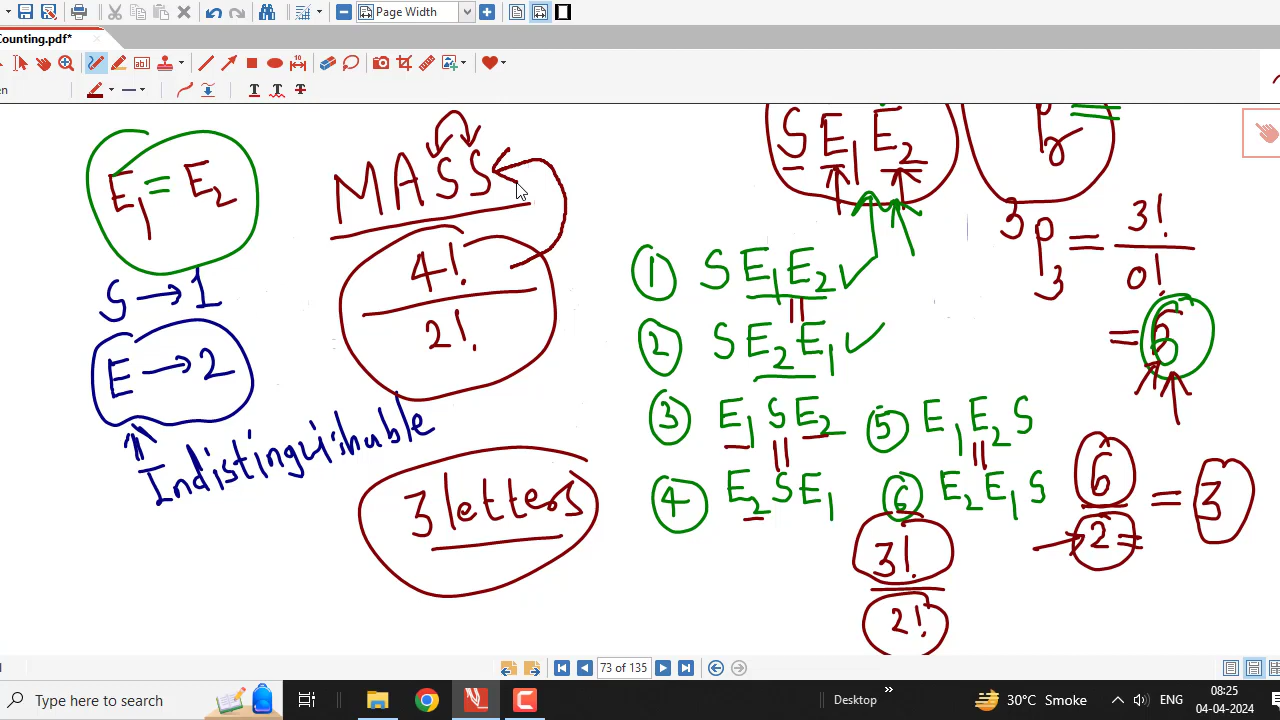 Page Width
Counting.pdf*
en
E1 = E2
S → 1
E → 2
Indistinguishable
MASS
4!
2!
3 letters
S E1 E2
P
r
① S E1 E2 ✓
=
② S E2 E1 ✓
③ E1 S E2
=
④ E2 S E1
⑤ E1 E2 S
=
⑥ E2 E1 S
3!
2!
3P3 = 3!
0!
= 6
6
2 = 3
73 of 135
Type here to search
Desktop
»
30°C Smoke
ENG
08:25
04-04-2024